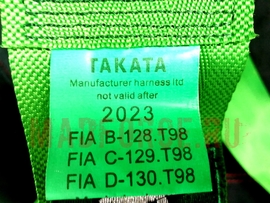 TAKATA
Manufacturer harness ltd
not valid after
2023
FIA B-128.T98
FIA C-129.T98
FIA D-130.T98